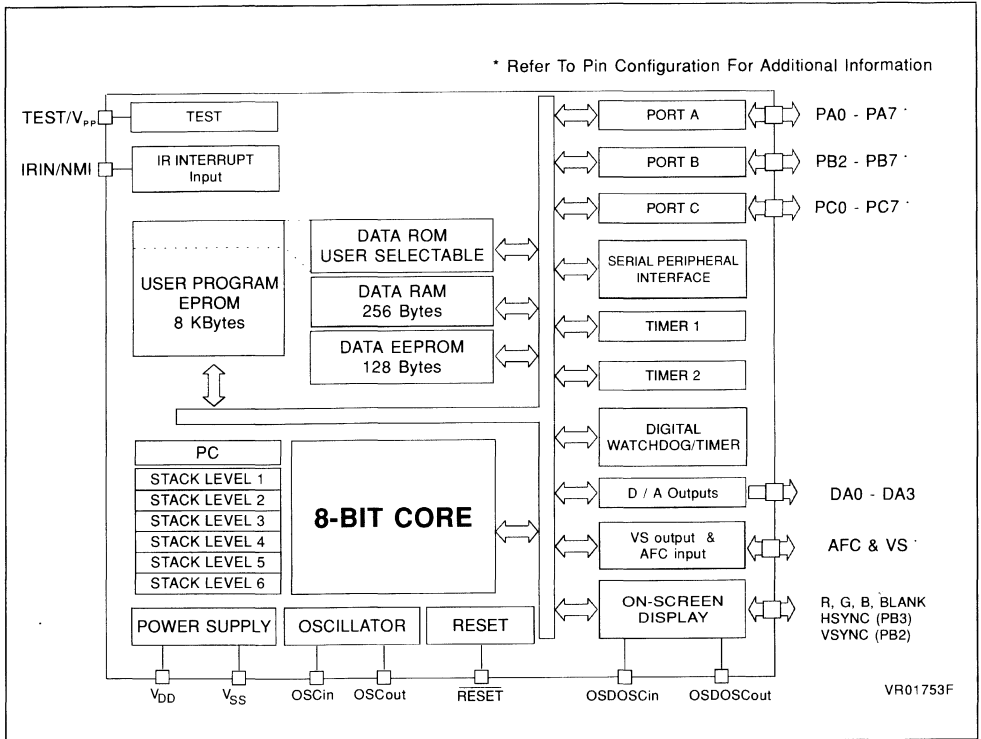 * Refer To Pin Configuration For Additional Information
TEST/VPP
TEST
IRIN/NMI
IR INTERRUPT
Input
USER PROGRAM
EPROM
8 KBytes
DATA ROM
USER SELECTABLE
DATA RAM
256 Bytes
DATA EEPROM
128 Bytes
PC
STACK LEVEL 1
STACK LEVEL 2
STACK LEVEL 3
STACK LEVEL 4
STACK LEVEL 5
STACK LEVEL 6
8-BIT CORE
POWER SUPPLY
OSCILLATOR
RESET
VDD
VSS
OSCin
OSCout
RESET
PORT A
PA0 - PA7 *
PORT B
PB2 - PB7 *
PORT C
PC0 - PC7 *
SERIAL PERIPHERAL
INTERFACE
TIMER 1
TIMER 2
DIGITAL
WATCHDOG/TIMER
D / A Outputs
DA0 - DA3
VS output &
AFC input
AFC & VS *
ON-SCREEN
DISPLAY
R, G, B, BLANK
HSYNC (PB3)
VSYNC (PB2)
OSDOSCin
OSDOSCout
VR01753F